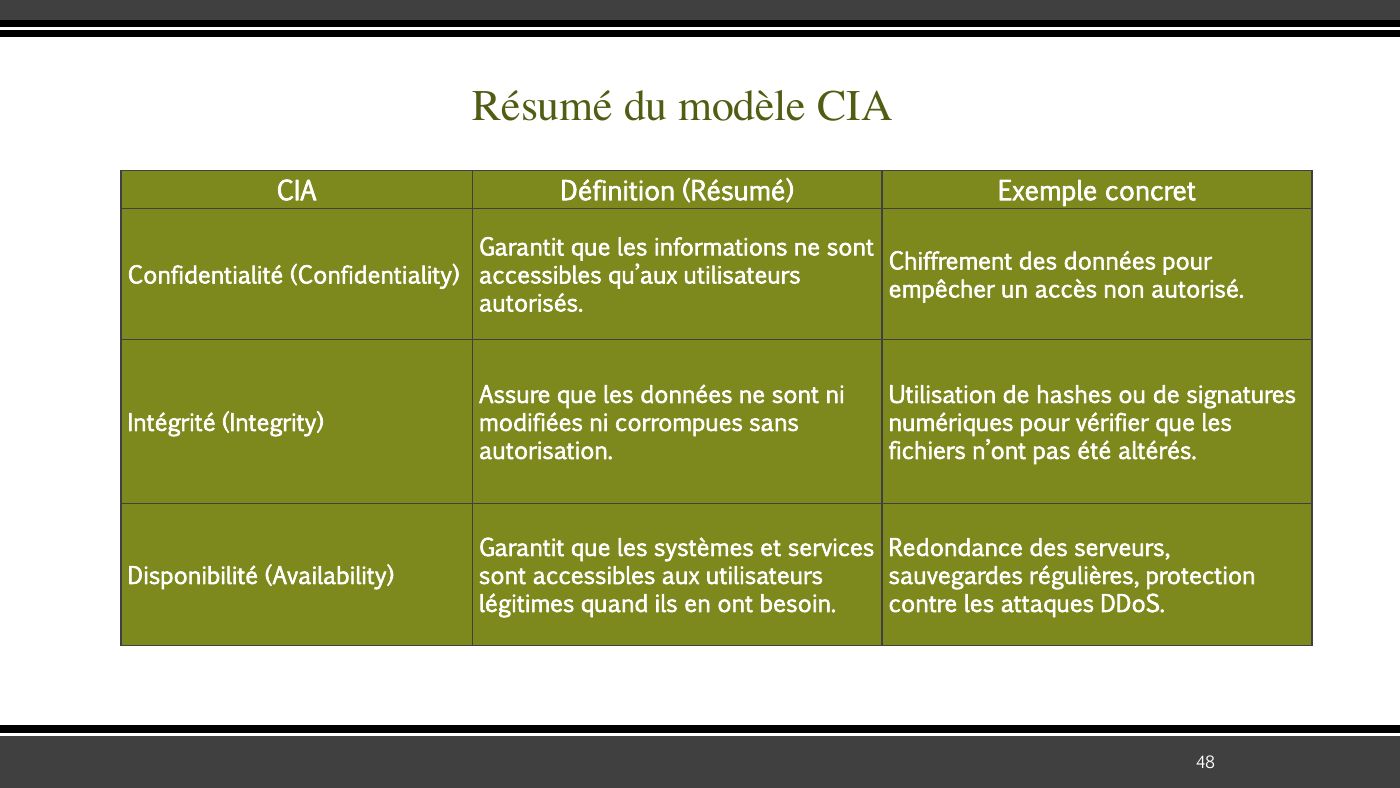 Résumé du modèle CIA
CIA
Définition (Résumé)
Exemple concret
Confidentialité (Confidentiality)
Garantit que les informations ne sont
accessibles qu’aux utilisateurs
autorisés.
Chiffrement des données pour
empêcher un accès non autorisé.
Intégrité (Integrity)
Assure que les données ne sont ni
modifiées ni corrompues sans
autorisation.
Utilisation de hashes ou de signatures
numériques pour vérifier que les
fichiers n’ont pas été altérés.
Disponibilité (Availability)
Garantit que les systèmes et services
sont accessibles aux utilisateurs
légitimes quand ils en ont besoin.
Redondance des serveurs,
sauvegardes régulières, protection
contre les attaques DDoS.
48